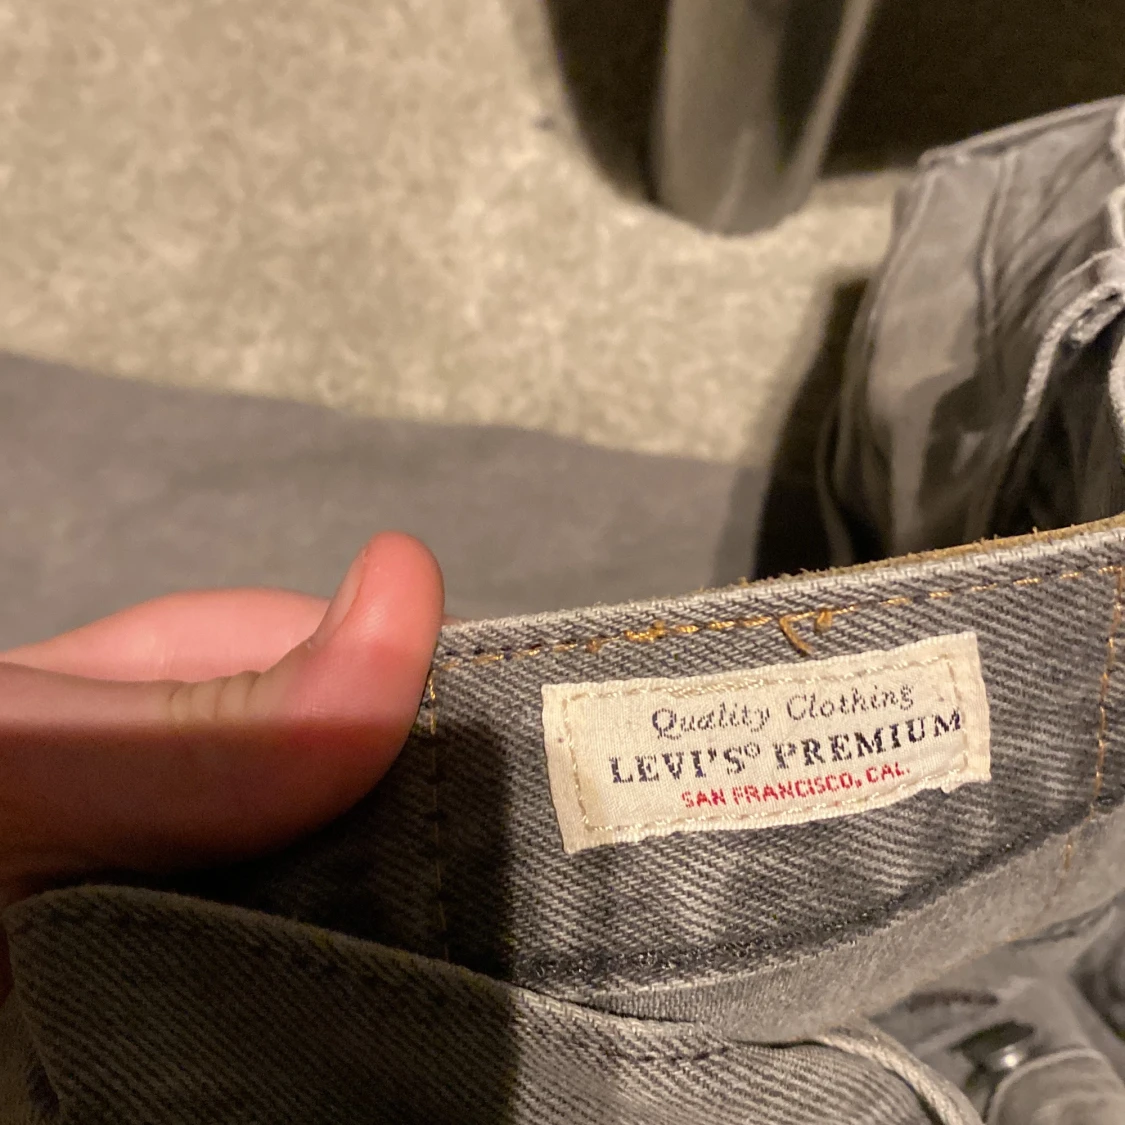 Quality Clothing
LEVI'S® PREMIUM
SAN FRANCISCO, CAL.